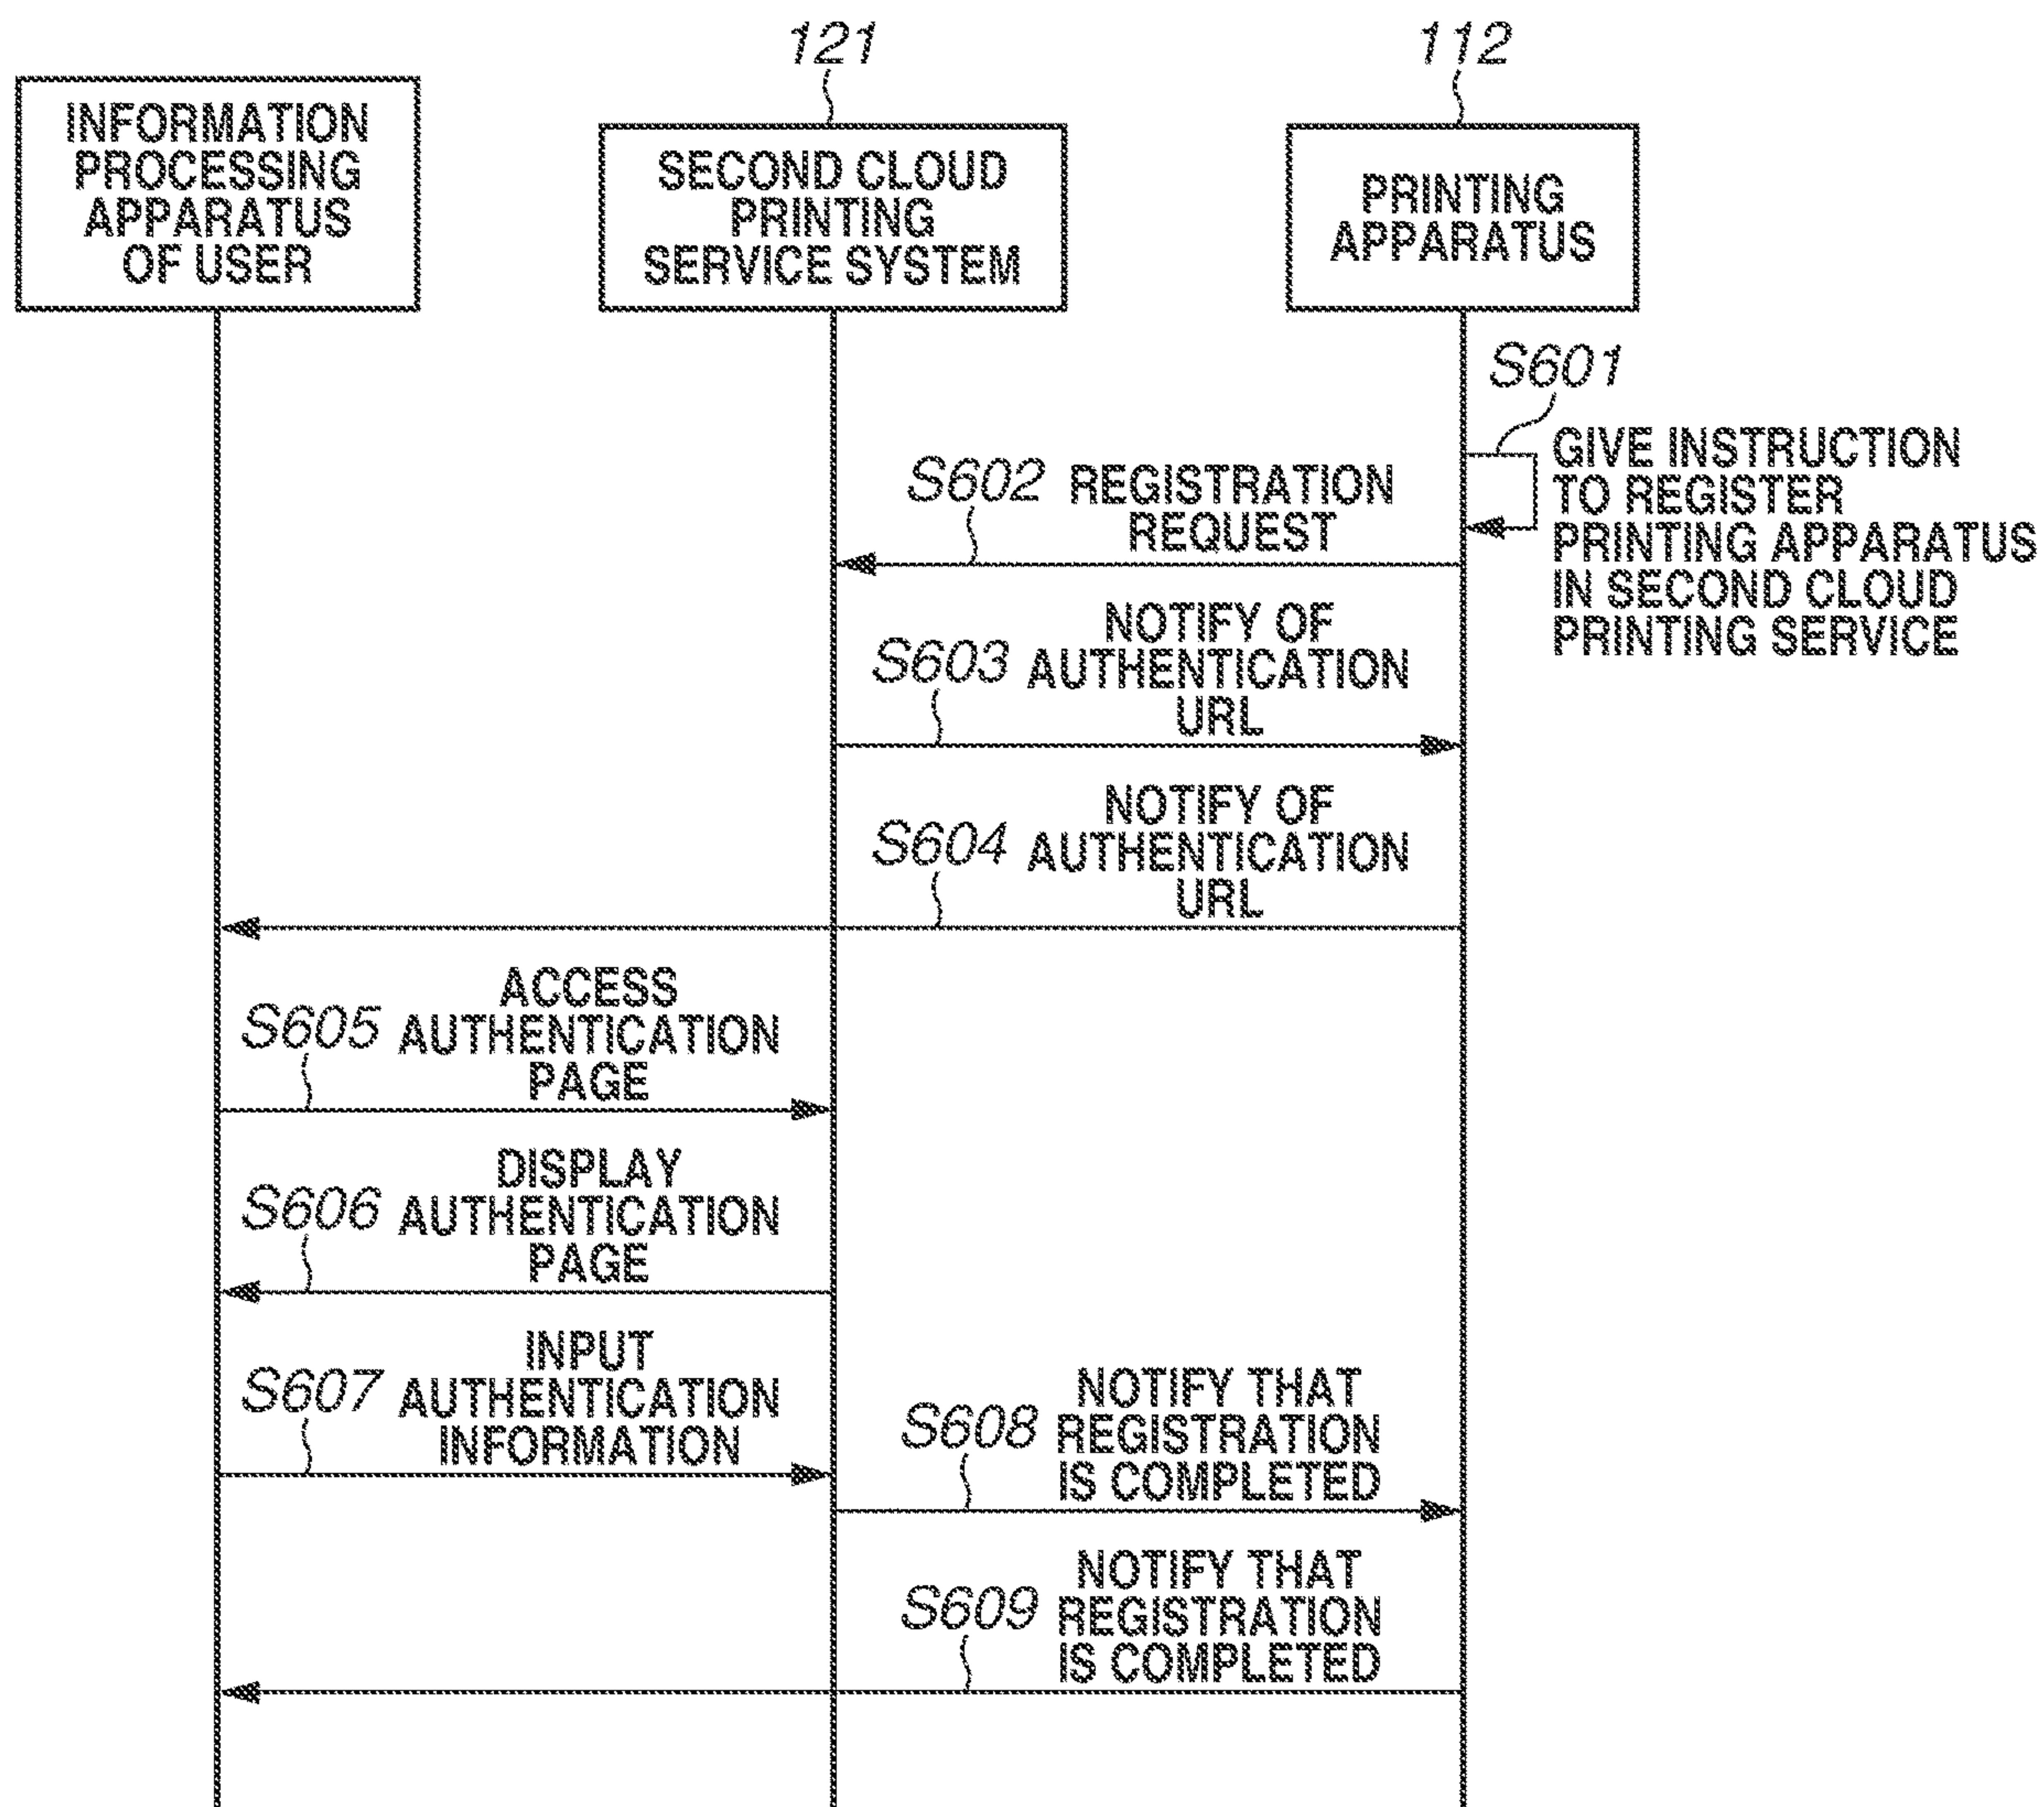 121
112
INFORMATION
PROCESSING
APPARATUS
OF USER
SECOND CLOUD
PRINTING
SERVICE SYSTEM
PRINTING
APPARATUS
S601
GIVE INSTRUCTION
TO REGISTER
PRINTING APPARATUS
IN SECOND CLOUD
PRINTING SERVICE
S602
REGISTRATION
REQUEST
S603
NOTIFY OF
AUTHENTICATION
URL
S604
NOTIFY OF
AUTHENTICATION
URL
S605
ACCESS
AUTHENTICATION
PAGE
S606
DISPLAY
AUTHENTICATION
PAGE
S607
INPUT
AUTHENTICATION
INFORMATION
S608
NOTIFY THAT
REGISTRATION
IS COMPLETED
S609
NOTIFY THAT
REGISTRATION
IS COMPLETED